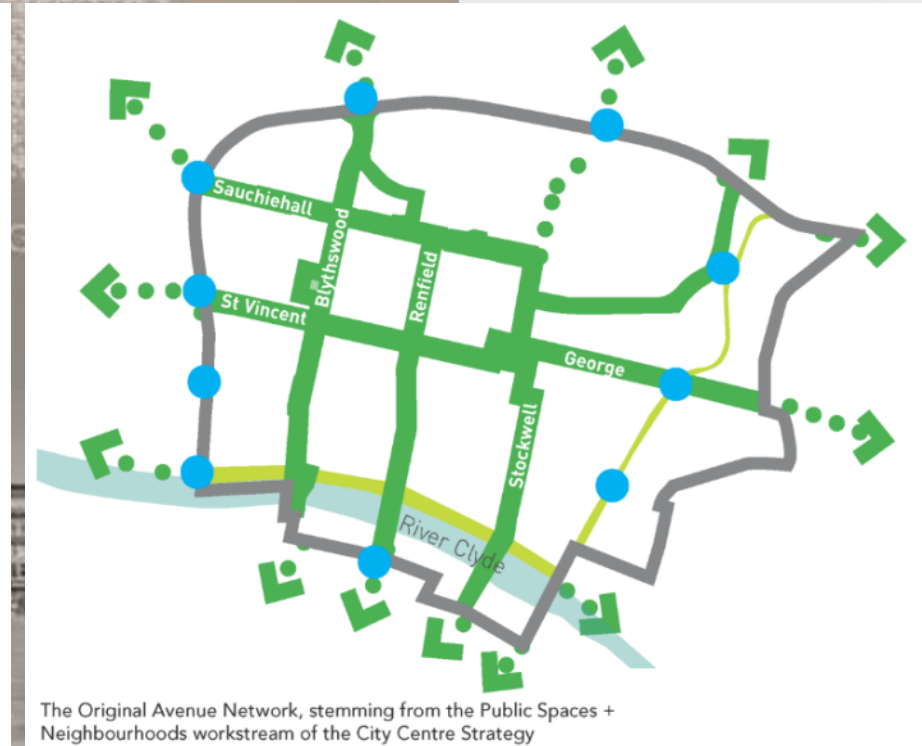 Sauchiehall
Blythswood
Renfield
St Vincent
George
Stockwell
River Clyde
The Original Avenue Network, stemming from the Public Spaces +
Neighbourhoods workstream of the City Centre Strategy